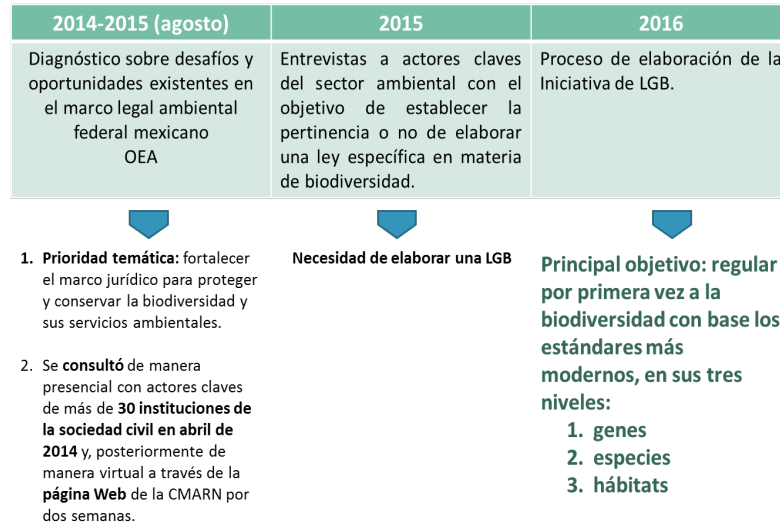 2014-2015 (agosto)
Diagnóstico sobre desafíos y
oportunidades existentes en
el marco legal ambiental
federal mexicano
OEA
2015
Entrevistas a actores claves
del sector ambiental con el
objetivo de establecer la
pertinencia o no de elaborar
una ley específica en materia
de biodiversidad.
2016
Proceso de elaboración de la
Iniciativa de LGB.
1. Prioridad temática: fortalecer
el marco jurídico para proteger
y conservar la biodiversidad y
sus servicios ambientales.
2. Se consultó de manera
presencial con actores claves
de más de 30 instituciones de
la sociedad civil en abril de
2014 y, posteriormente de
manera virtual a través de la
página Web de la CMARN por
dos semanas.
Necesidad de elaborar una LGB
Principal objetivo: regular
por primera vez a la
biodiversidad con base los
estándares más
modernos, en sus tres
niveles:
1. genes
2. especies
3. hábitats